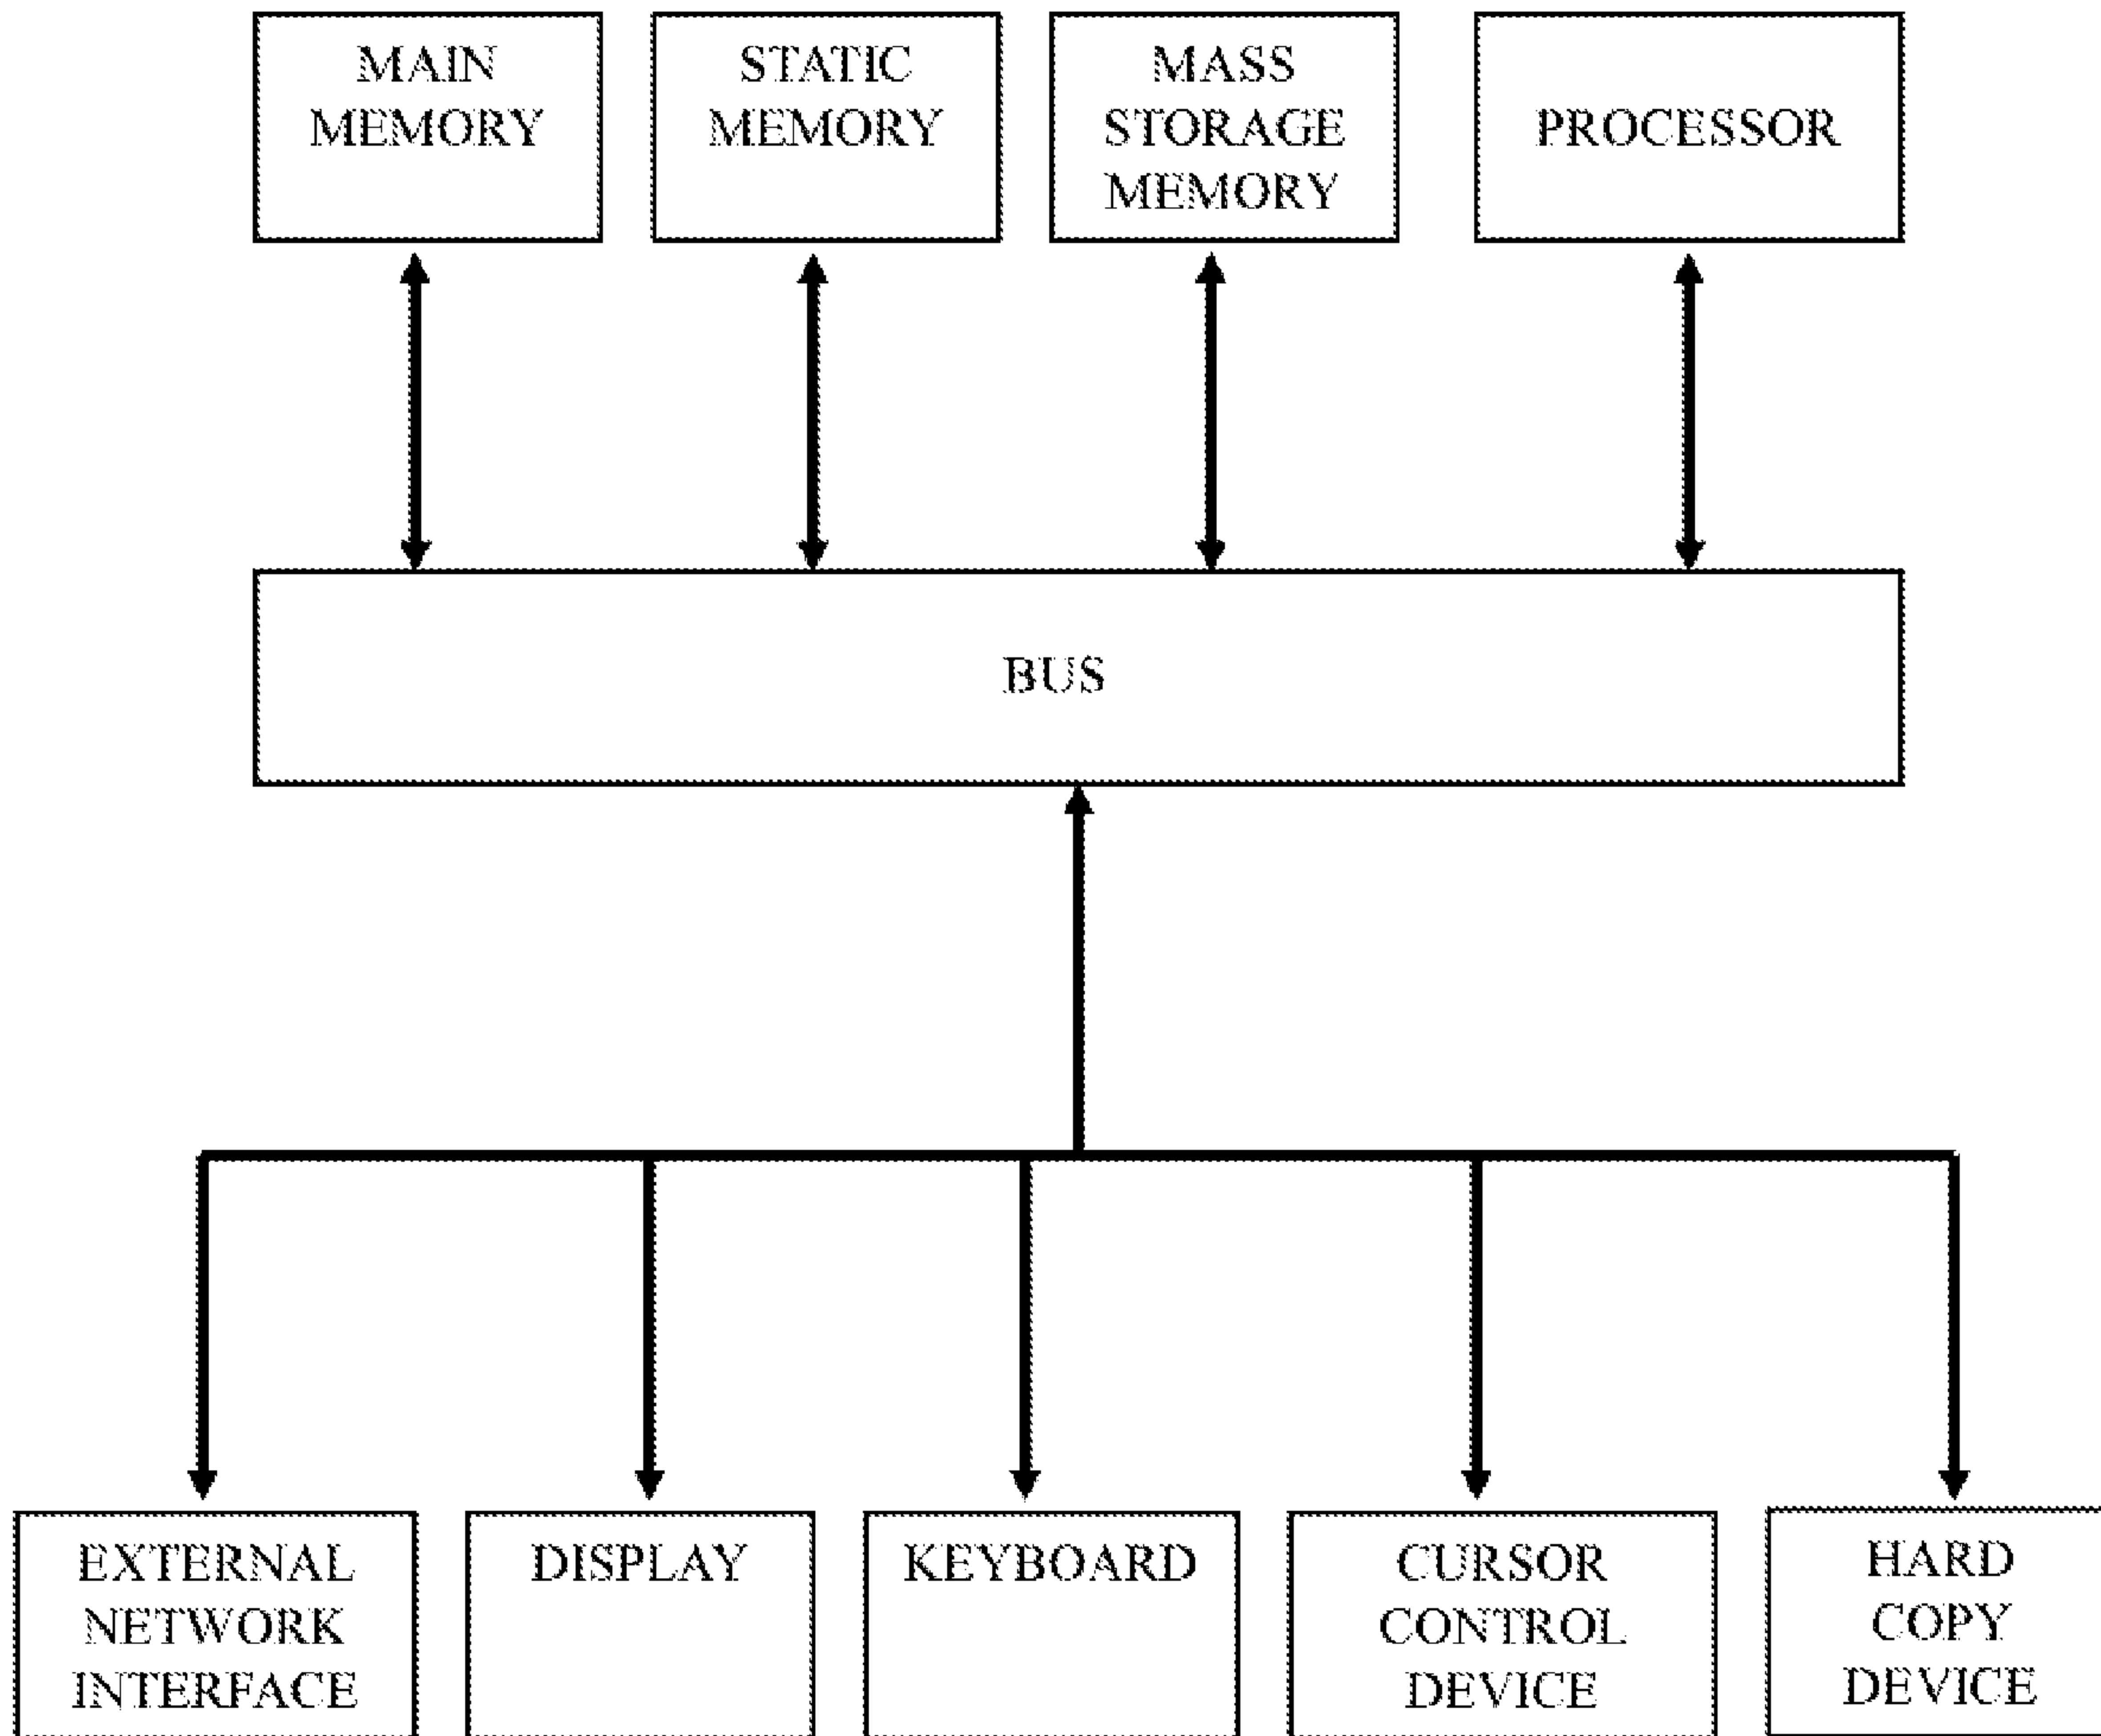 MAIN
MEMORY
STATIC
MEMORY
MASS
STORAGE
MEMORY
PROCESSOR
BUS
EXTERNAL
NETWORK
INTERFACE
DISPLAY
KEYBOARD
CURSOR
CONTROL
DEVICE
HARD
COPY
DEVICE